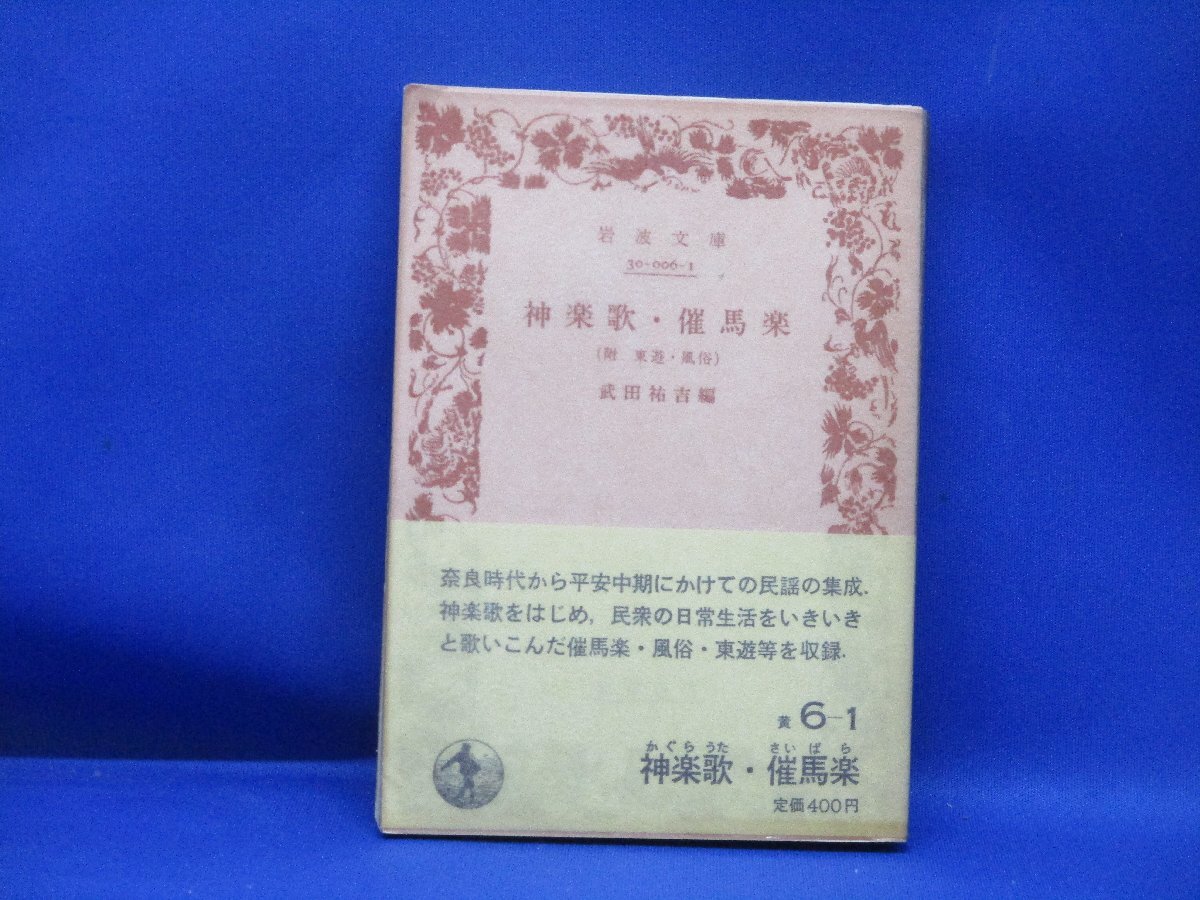 岩波文庫
30-006-1
神楽歌・催馬楽
(附 東遊・風俗)
武田祐吉編
奈良時代から平安中期にかけての民謡の集成.
神楽歌をはじめ, 民衆の日常生活をいきいき
と歌いこんだ催馬楽・風俗・東遊等を収録.
黄 6-1
かぐらうた さいばら
神楽歌・催馬楽
定価400円